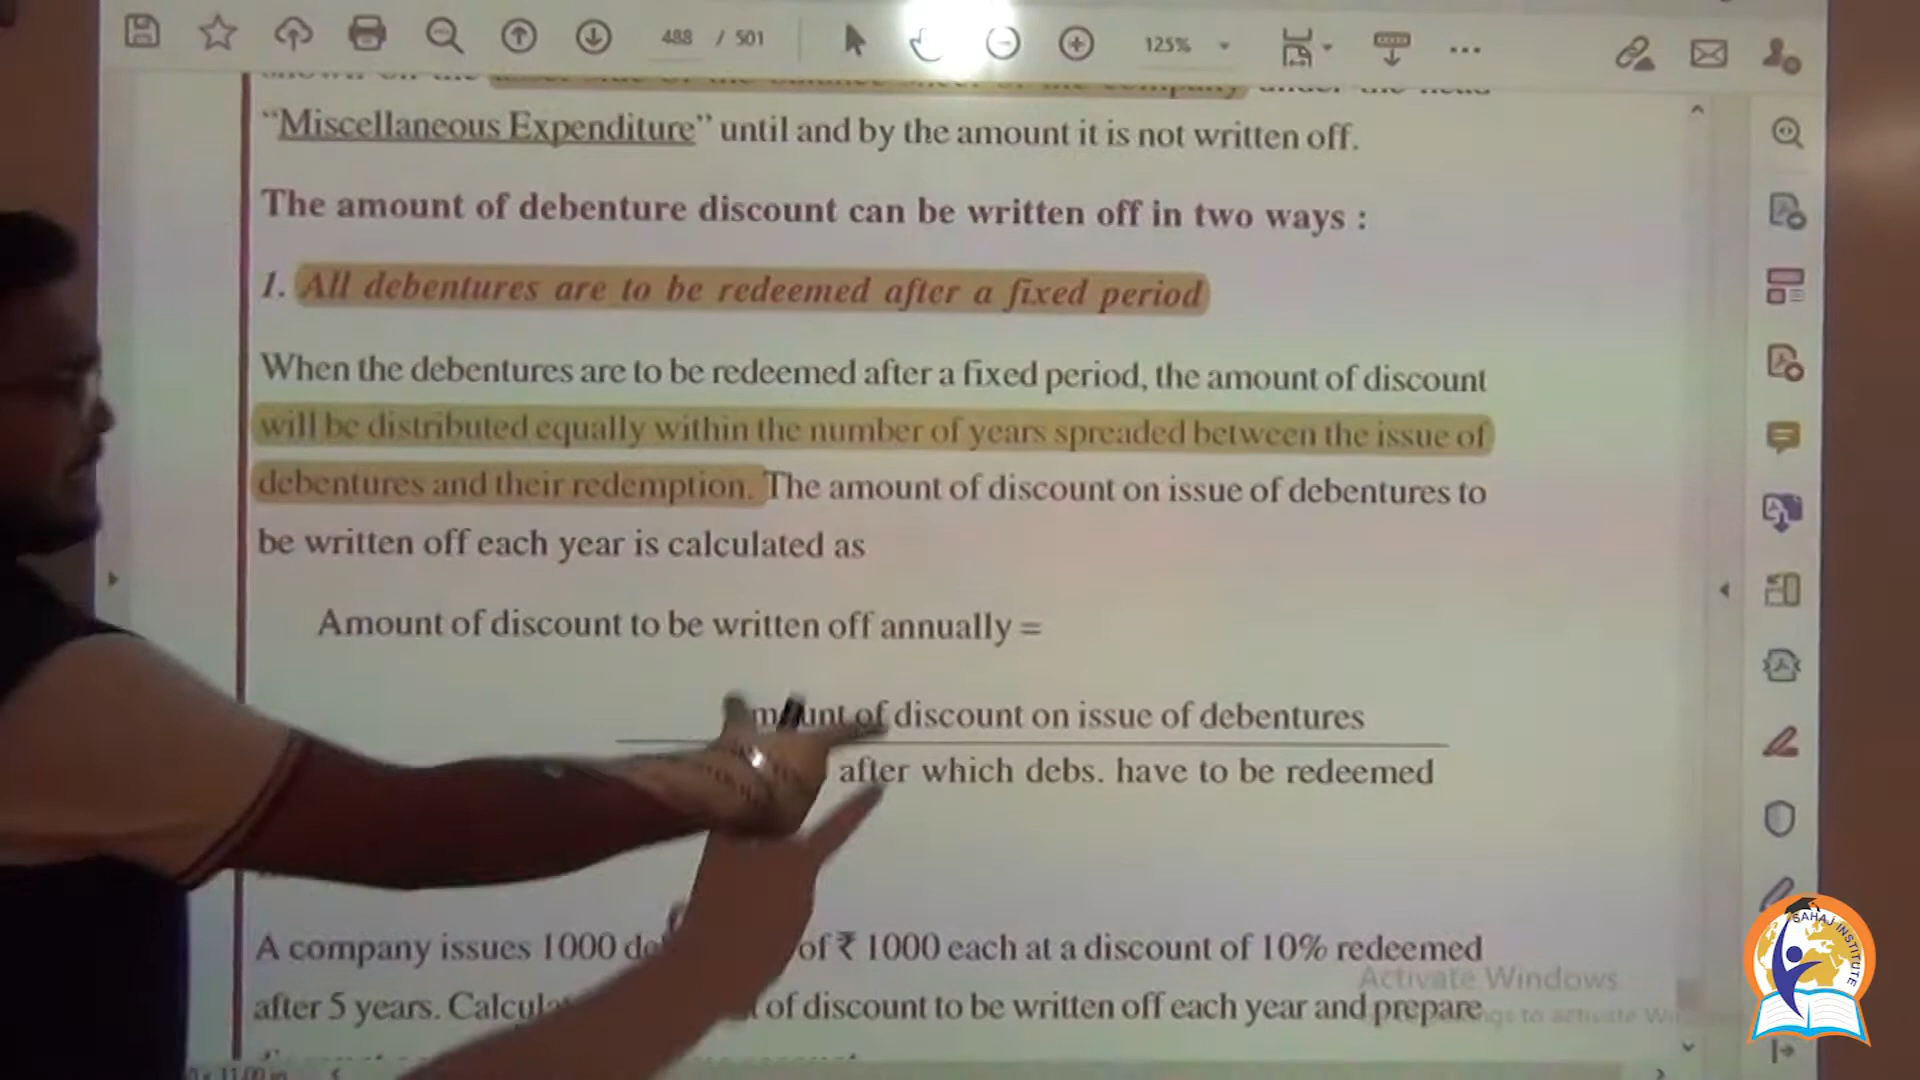 488 / 501
125%
"Miscellaneous Expenditure" until and by the amount it is not written off.
The amount of debenture discount can be written off in two ways :
1. All debentures are to be redeemed after a fixed period
When the debentures are to be redeemed after a fixed period, the amount of discount
will be distributed equally within the number of years spreaded between the issue of
debentures and their redemption. The amount of discount on issue of debentures to
be written off each year is calculated as
Amount of discount to be written off annually =
of discount on issue of debentures
after which debs. have to be redeemed
A company issues 1000 of ₹ 1000 each at a discount of 10% redeemed
after 5 years. of discount to be written off each year and prepare
Activate Windows
to activate
SAHAJ INSTITUTE